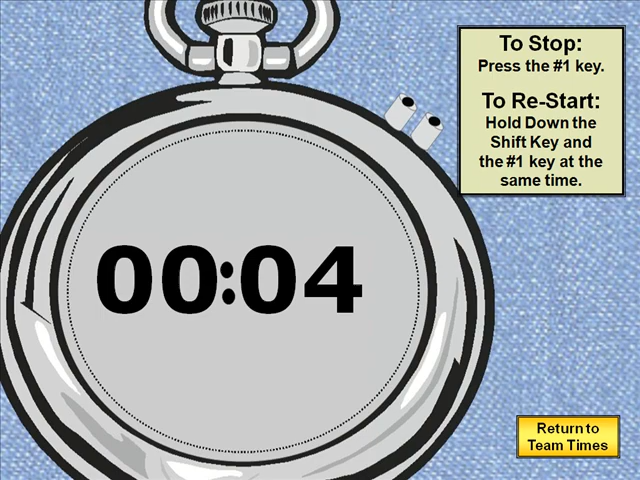 To Stop:
Press the #1 key.
To Re-Start:
Hold Down the
Shift Key and
the #1 key at the
same time.
00:04
Return to
Team Times